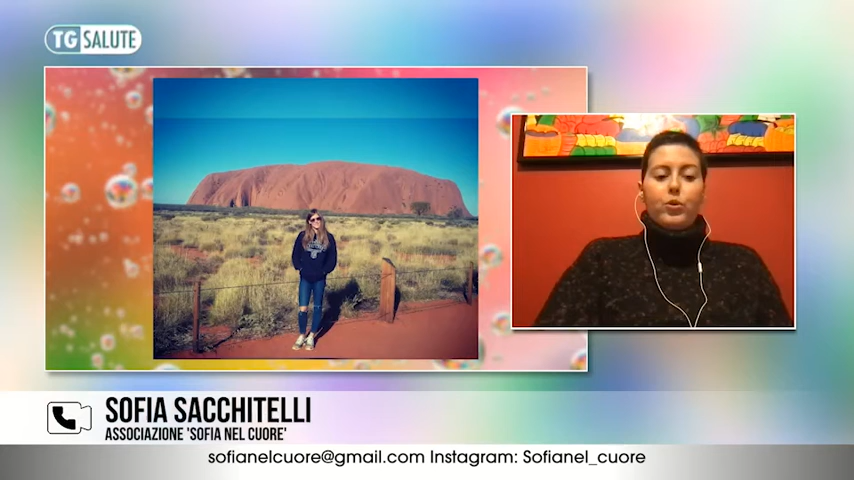 TG SALUTE
SOFIA SACCHITELLI
ASSOCIAZIONE 'SOFIA NEL CUORE'
sofianelcuore@gmail.com Instagram: Sofianel_cuore